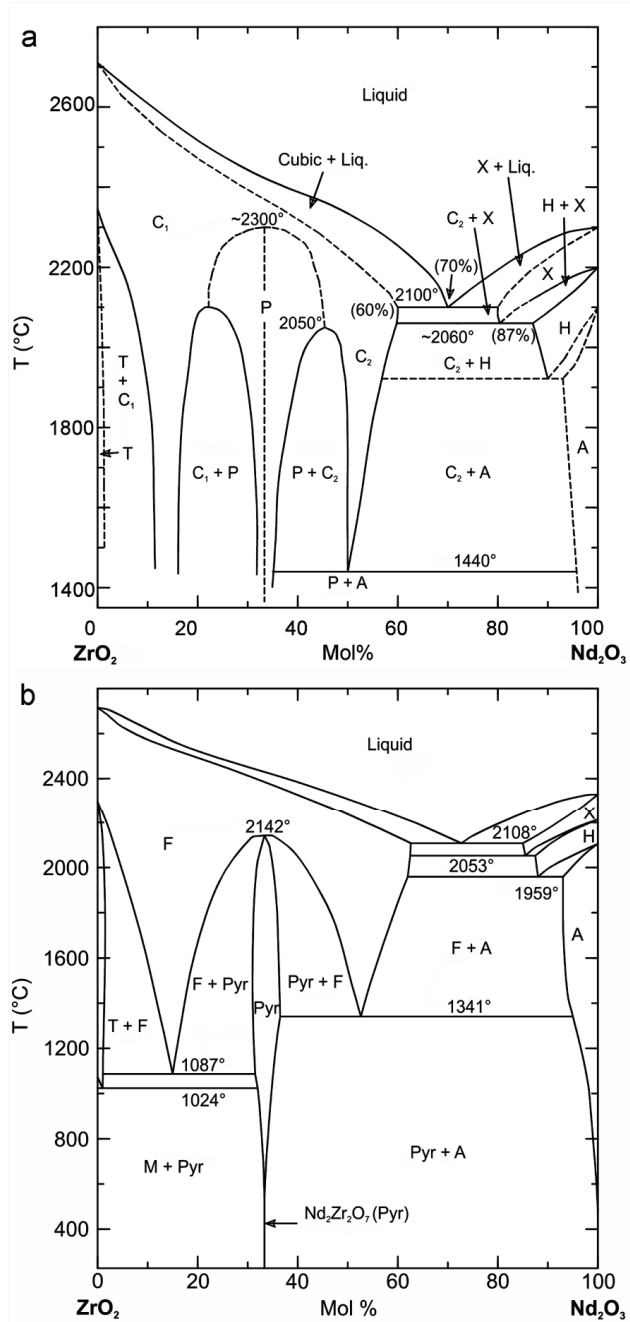 a
2600
2200
1800
1400
T (°C)
Liquid
Cubic + Liq.
X + Liq.
H + X
C₂ + X
C₁
~2300°
(70%)
2100°
(60%)
X
P
2050°
~2060°
(87%)
H
C₂
C₂ + H
T
+
C₁
T
C₁ + P
P + C₂
C₂ + A
A
1440°
P + A
0 20 40 60 80 100
ZrO₂ Mol% Nd₂O₃
b
2400
2000
1600
1200
800
400
T (°C)
Liquid
F
2142°
2108°
X
H
2053°
1959°
F + A
A
F + Pyr
Pyr
Pyr + F
T + F
1341°
1087°
1024°
M + Pyr
Pyr + A
Nd₂Zr₂O₇ (Pyr)
0 20 40 60 80 100
ZrO₂ Mol % Nd₂O₃